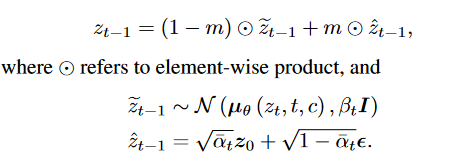 z_{t−1} = (1 − m) ⊙ z̃_{t−1} + m ⊙ ẑ_{t−1},
where ⊙ refers to element-wise product, and
z̃_{t−1} ∼ 𝒩 (μ_θ (z_t, t, c) , β_t I)
ẑ_{t−1} = √ᾱ_t z_0 + √(1 − ᾱ_t) ϵ.